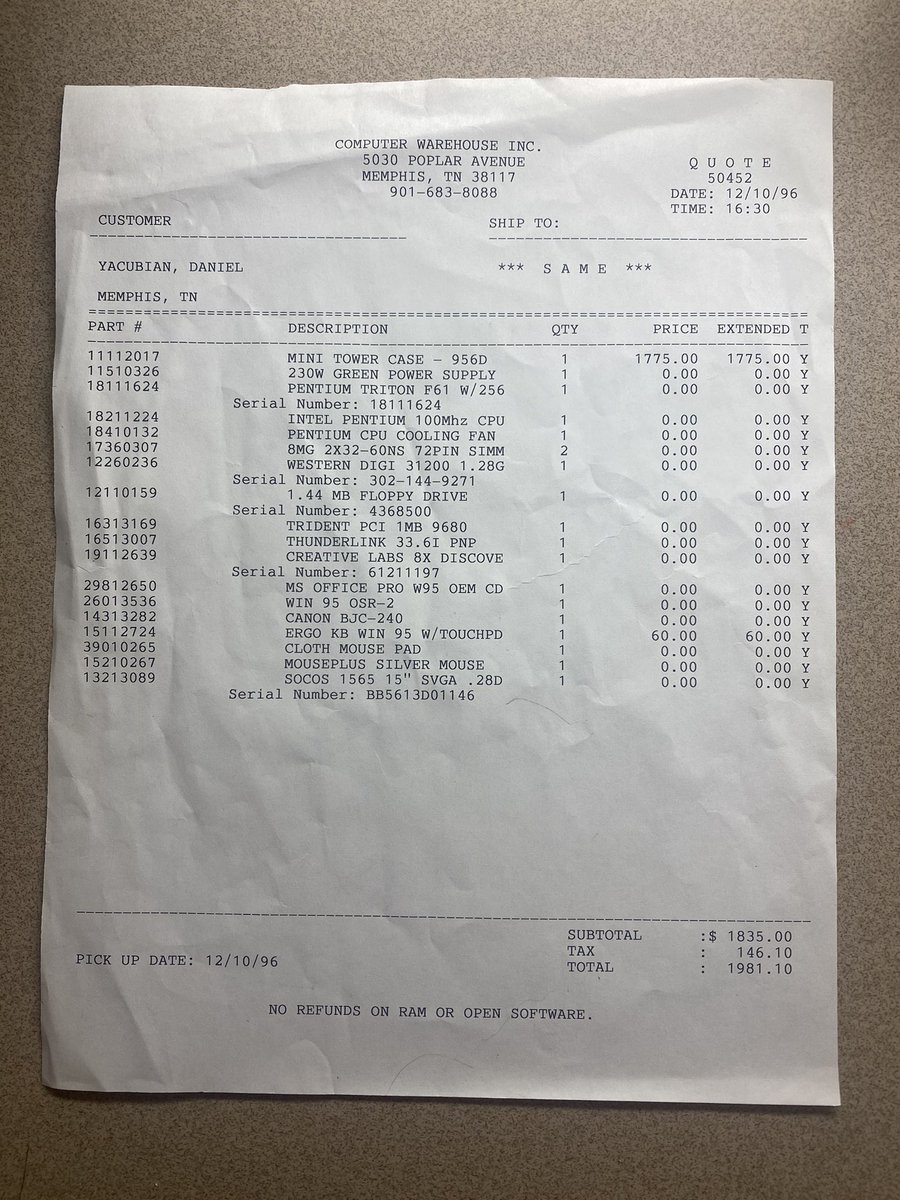 COMPUTER WAREHOUSE INC.
5030 POPLAR AVENUE
MEMPHIS, TN 38117
901-683-8088
Q U O T E
50452
DATE: 12/10/96
TIME: 16:30
CUSTOMER
SHIP TO:
YACUBIAN, DANIEL
*** S A M E ***
MEMPHIS, TN
PART # DESCRIPTION QTY PRICE EXTENDED T
11112017 MINI TOWER CASE - 956D 1 1775.00 1775.00 Y
11510326 230W GREEN POWER SUPPLY 1 0.00 0.00 Y
18111624 PENTIUM TRITON F61 W/256 1 0.00 0.00 Y
Serial Number: 18111624
18211224 INTEL PENTIUM 100Mhz CPU 1 0.00 0.00 Y
18410132 PENTIUM CPU COOLING FAN 1 0.00 0.00 Y
17360307 8MG 2X32-60NS 72PIN SIMM 2 0.00 0.00 Y
12260236 WESTERN DIGI 31200 1.28G 1 0.00 0.00 Y
Serial Number: 302-144-9271
12110159 1.44 MB FLOPPY DRIVE 1 0.00 0.00 Y
Serial Number: 4368500
16313169 TRIDENT PCI 1MB 9680 1 0.00 0.00 Y
16513007 THUNDERLINK 33.6I PNP 1 0.00 0.00 Y
19112639 CREATIVE LABS 8X DISCOVE 1 0.00 0.00 Y
Serial Number: 61211197
29812650 MS OFFICE PRO W95 OEM CD 1 0.00 0.00 Y
26013536 WIN 95 OSR-2 1 0.00 0.00 Y
14313282 CANON BJC-240 1 0.00 0.00 Y
15112724 ERGO KB WIN 95 W/TOUCHPD 1 60.00 60.00 Y
39010265 CLOTH MOUSE PAD 1 0.00 0.00 Y
15210267 MOUSEPLUS SILVER MOUSE 1 0.00 0.00 Y
13213089 SOCOS 1565 15" SVGA .28D 1 0.00 0.00 Y
Serial Number: BB5613D01146
SUBTOTAL :$ 1835.00
TAX : 146.10
PICK UP DATE: 12/10/96
TOTAL : 1981.10
NO REFUNDS ON RAM OR OPEN SOFTWARE.